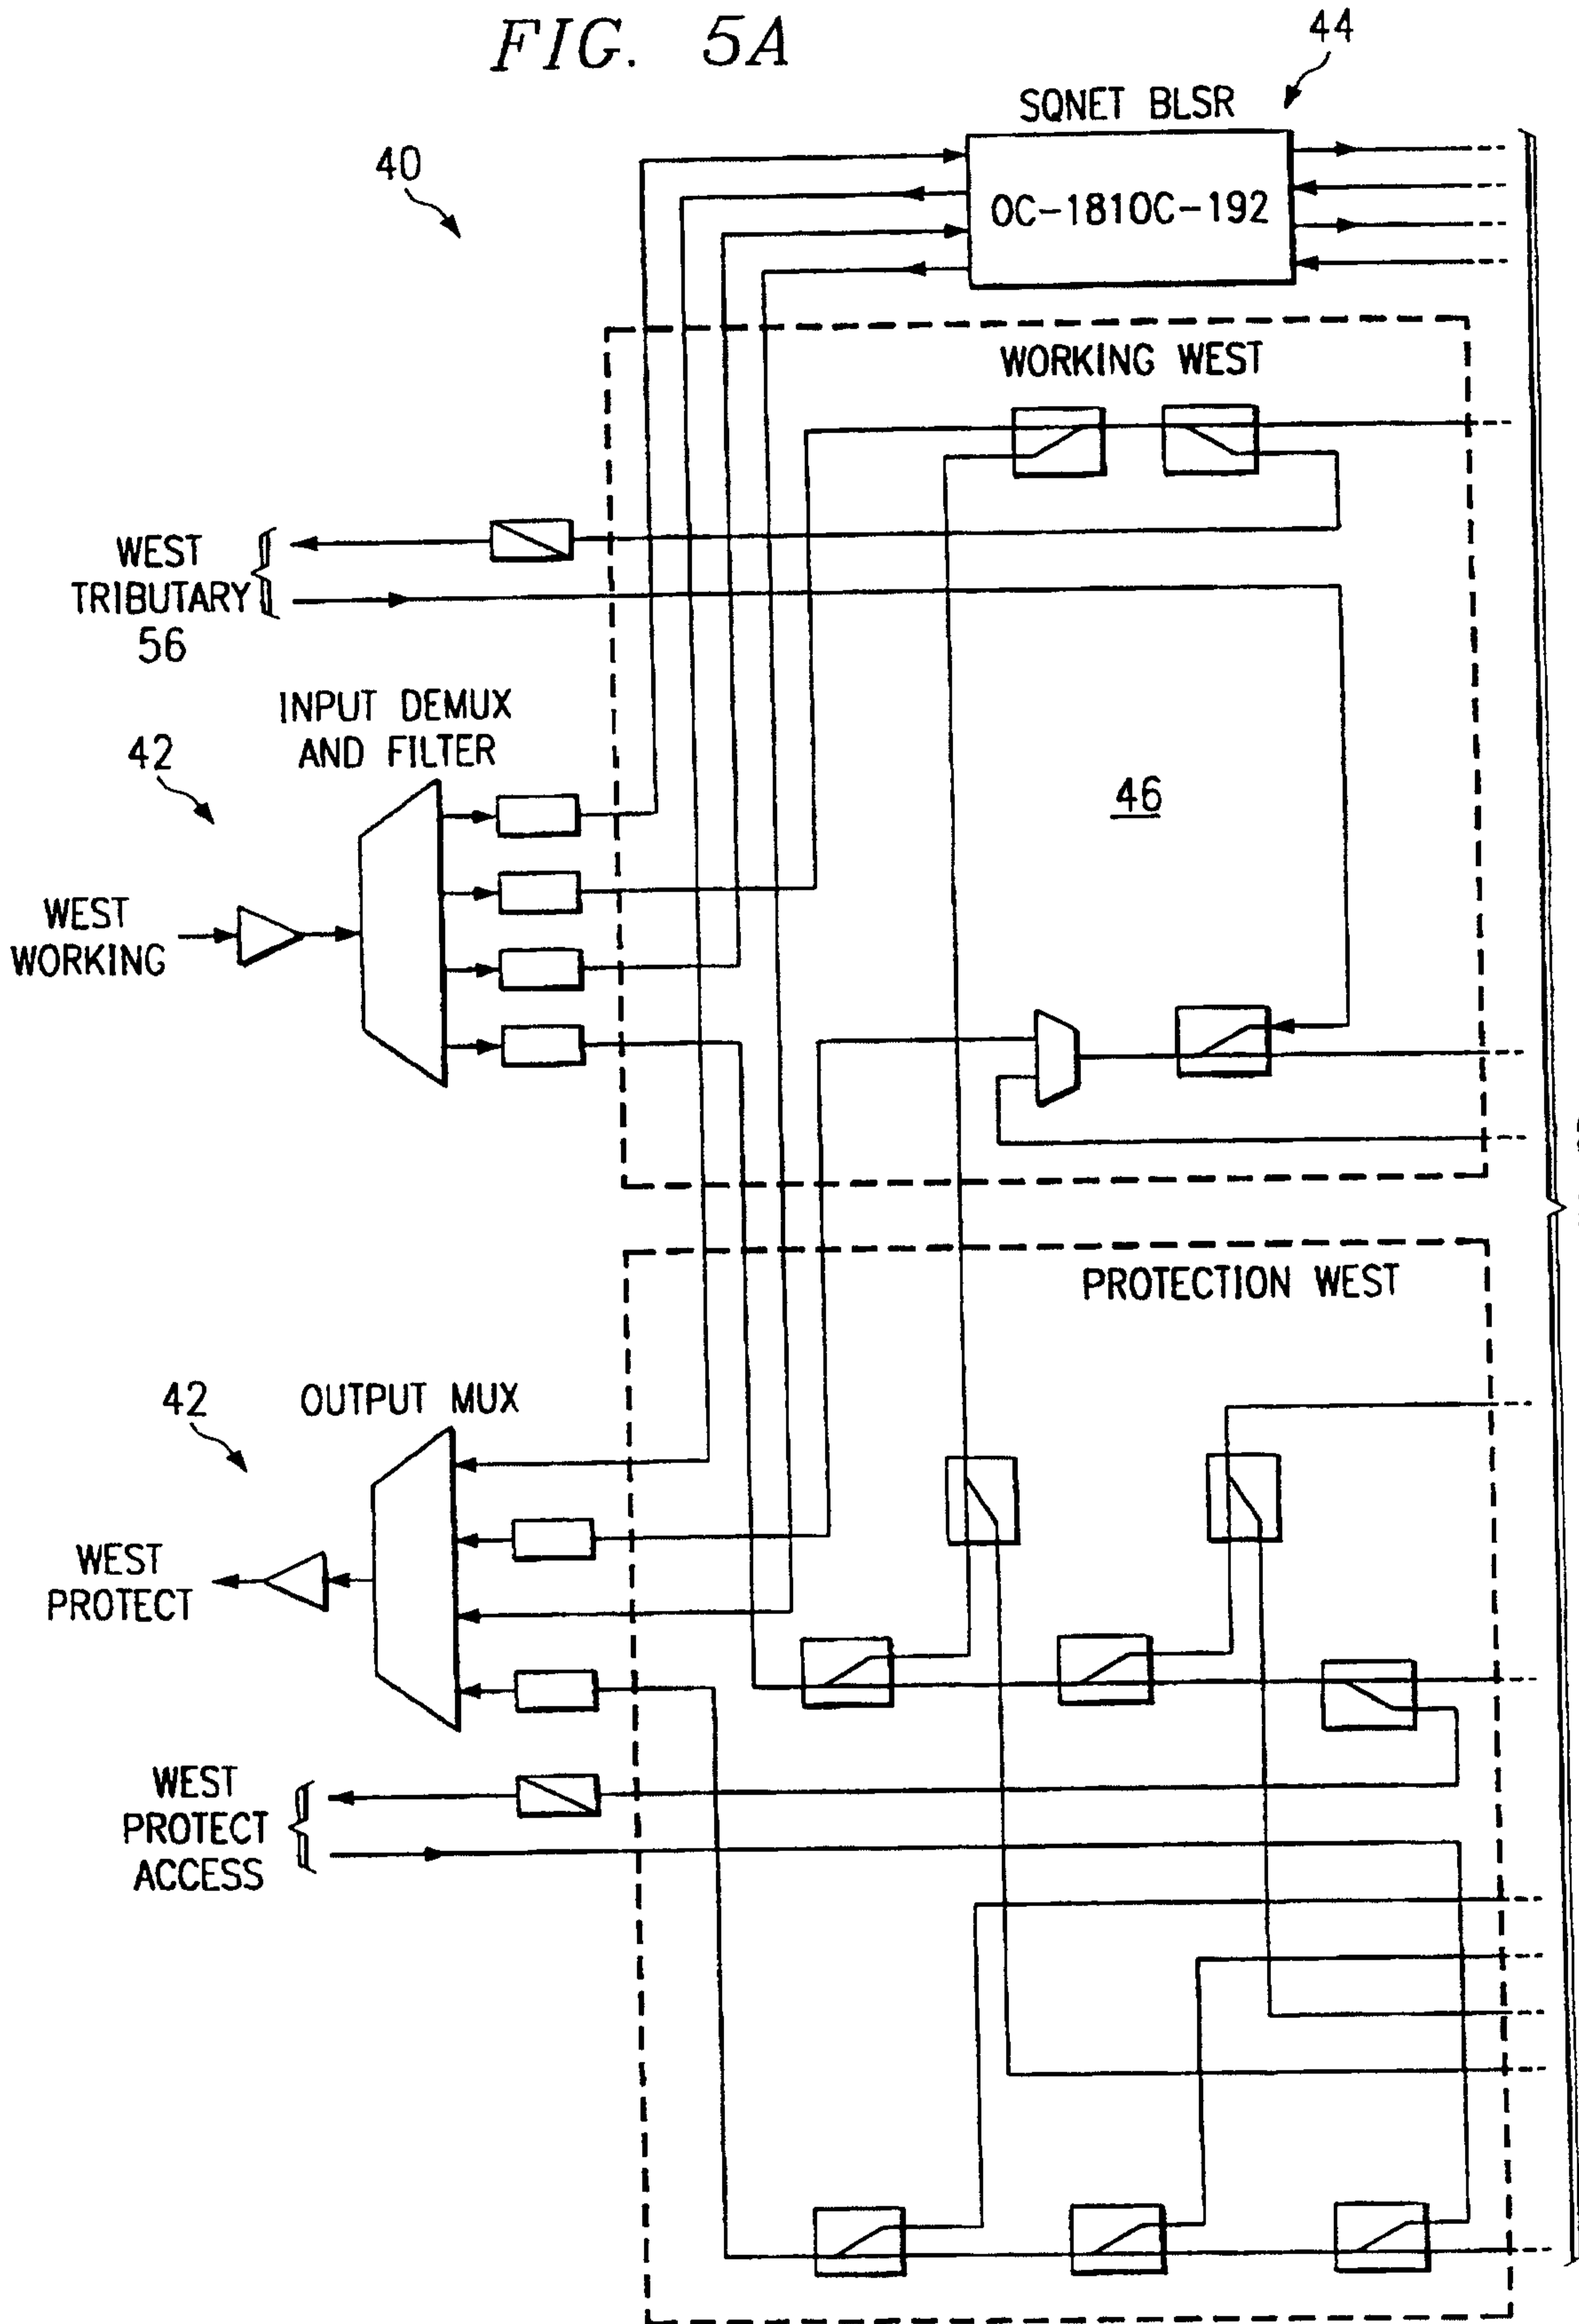 FIG. 5A
44
SQNET BLSR
40
OC-1810C-192
WORKING WEST
WEST
TRIBUTARY
56
INPUT DEMUX
AND FILTER
42
46
WEST
WORKING
PROTECTION WEST
42
OUTPUT MUX
WEST
PROTECT
WEST
PROTECT
ACCESS